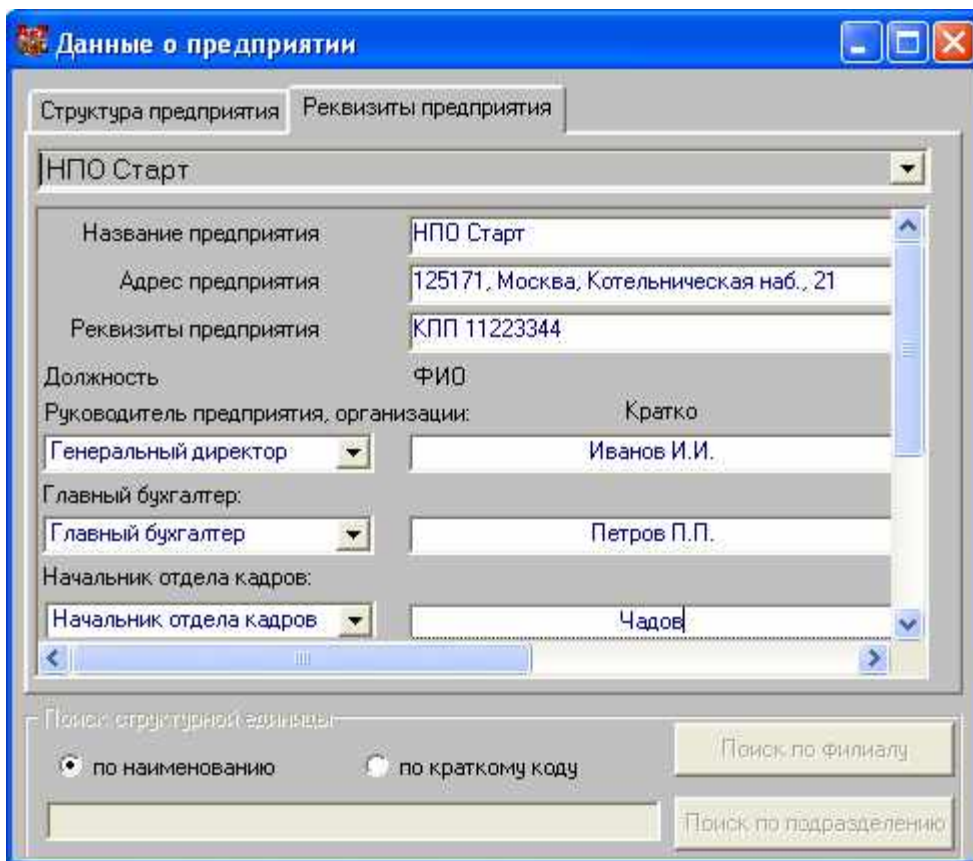 Данные о предприятии
Структура предприятия Реквизиты предприятия
НПО Старт
Название предприятия НПО Старт
Адрес предприятия 125171, Москва, Котельническая наб., 21
Реквизиты предприятия КПП 11223344
Должность ФИО
Руководитель предприятия, организации: Кратко
Генеральный директор Иванов И.И.
Главный бухгалтер:
Главный бухгалтер Петров П.П.
Начальник отдела кадров:
Начальник отдела кадров Чадов
Поиск структурной единицы
Поиск по филиалу
по наименованию по краткому коду
Поиск по подразделению